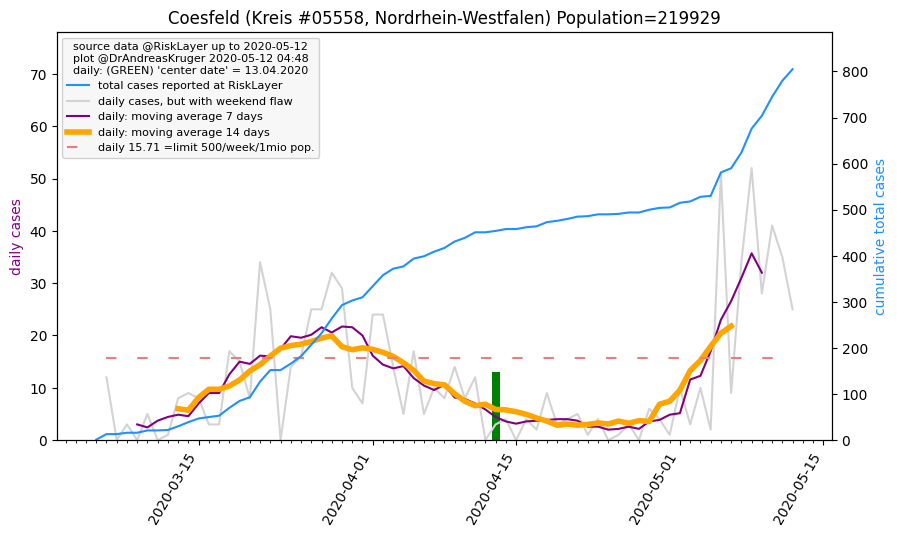 Coesfeld (Kreis #05558, Nordrhein-Westfalen) Population=219929
source data @RiskLayer up to 2020-05-12
plot @DrAndreasKruger 2020-05-12 04:48
daily: (GREEN) 'center date' = 13.04.2020
total cases reported at RiskLayer
daily cases, but with weekend flaw
daily: moving average 7 days
daily: moving average 14 days
daily 15.71 =limit 500/week/1mio pop.
daily cases
70
60
50
40
30
20
10
0
800
700
600
500
400
300
200
100
0
cumulative total cases
2020-03-15
2020-04-01
2020-04-15
2020-05-01
2020-05-15